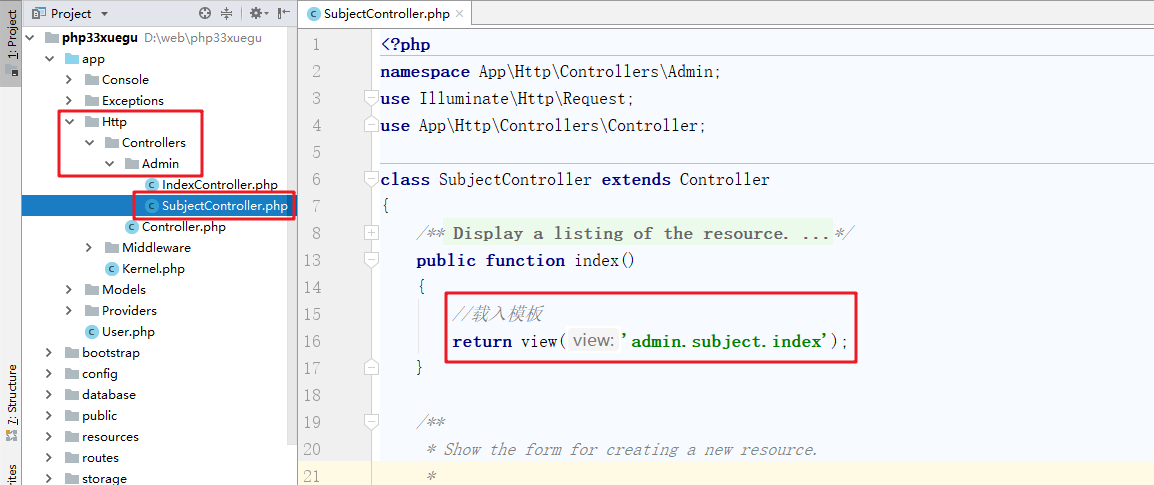 1: Project
Project
php33xuegu D:\web\php33xuegu
app
Console
Exceptions
Http
Controllers
Admin
IndexController.php
SubjectController.php
Controller.php
Middleware
Kernel.php
Models
Providers
User.php
bootstrap
config
database
public
resources
routes
storage
7: Structure
SubjectController.php
1 <?php
2 namespace App\Http\Controllers\Admin;
3 use Illuminate\Http\Request;
4 use App\Http\Controllers\Controller;
5
6 class SubjectController extends Controller
7 {
8 /** Display a listing of the resource. ...*/
13 public function index()
14 {
15 //载入模板
16 return view( view: 'admin.subject.index');
17 }
18
19 /**
20 * Show the form for creating a new resource.
21 *